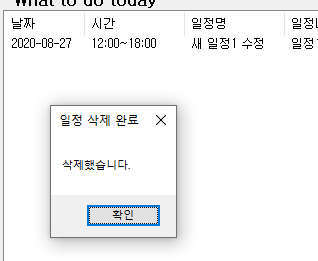 What to do today
날짜 시간 일정명
2020-08-27 12:00~18:00 새 일정1 수정
일정 삭제 완료
삭제했습니다.
확인